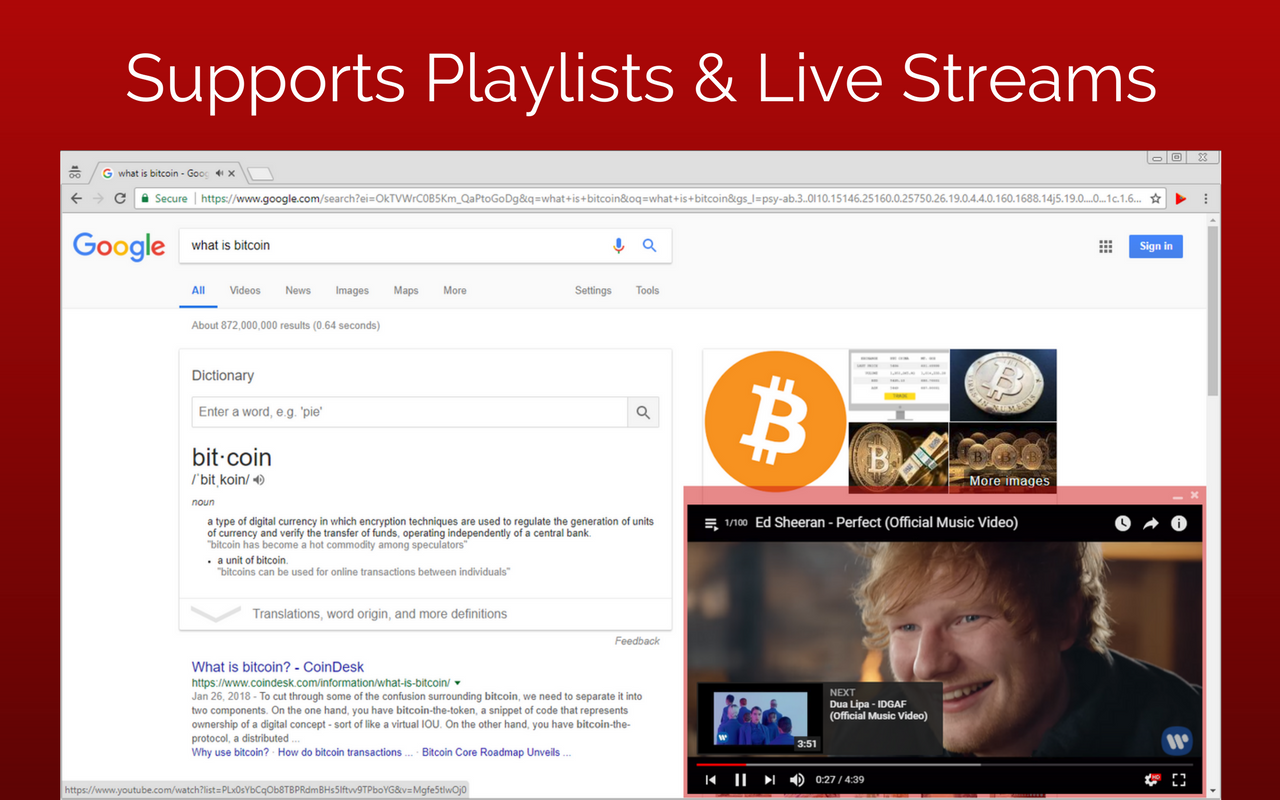 Supports Playlists & Live Streams
what is bitcoin - Goo
Secure
https://www.google.com/search?ei=OkTVWrC0B5Km_QaPtoGoDg&q=what+is+bitcoin&oq=what+is+bitcoin&gs_l=psy-ab.3..0l10.15146.25160.0.25750.26.19.0.4.4.0.160.1688.14j5.19.0....0...1c.1.6...
Google
what is bitcoin
Sign in
All Videos News Images Maps More Settings Tools
About 872,000,000 results (0.64 seconds)
Dictionary
Enter a word, e.g. 'pie'
bit·coin
/ˈbitˌkoin/
noun
a type of digital currency in which encryption techniques are used to regulate the generation of units
of currency and verify the transfer of funds, operating independently of a central bank.
"bitcoin has become a hot commodity among speculators"
• a unit of bitcoin.
"bitcoins can be used for online transactions between individuals"
Translations, word origin, and more definitions
Feedback
What is bitcoin? - CoinDesk
https://www.coindesk.com/information/what-is-bitcoin/
Jan 26, 2018 - To cut through some of the confusion surrounding bitcoin, we need to separate it into
two components. On the one hand, you have bitcoin-the-token, a snippet of code that represents
ownership of a digital concept - sort of like a virtual IOU. On the other hand, you have bitcoin-the-
protocol, a distributed ...
Why use bitcoin? · How do bitcoin transactions ... · Bitcoin Core Roadmap Unveils ...
https://www.youtube.com/watch?list=PLx0sYbCqOb8TBPRdmBHs5Iftvv9TPboYG&v=Mgfe5tIwOj0
More images
1/100 Ed Sheeran - Perfect (Official Music Video)
NEXT
Dua Lipa - IDGAF
(Official Music Video)
3:51
0:27 / 4:39
HD